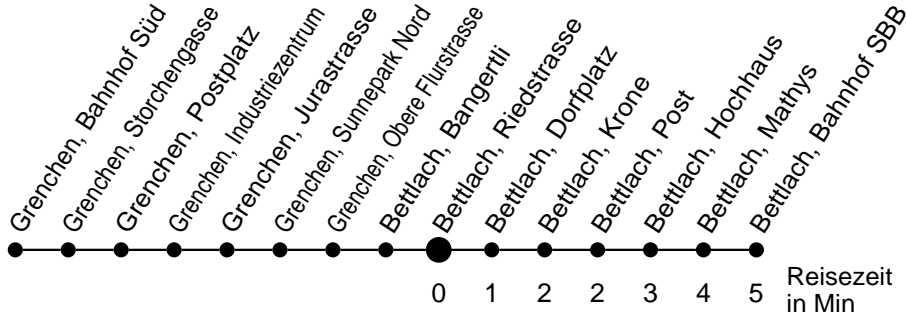 Grenchen, Bahnhof Süd
Grenchen, Storchengasse
Grenchen, Postplatz
Grenchen, Industriezentrum
Grenchen, Jurastrasse
Grenchen, Sunnepark Nord
Grenchen, Obere Flurstrasse
Bettlach, Bangertli
Bettlach, Riedstrasse
Bettlach, Dorfplatz
Bettlach, Krone
Bettlach, Post
Bettlach, Hochhaus
Bettlach, Mathys
Bettlach, Bahnhof SBB
0 1 2 2 3 4 5
Reisezeit
in Min